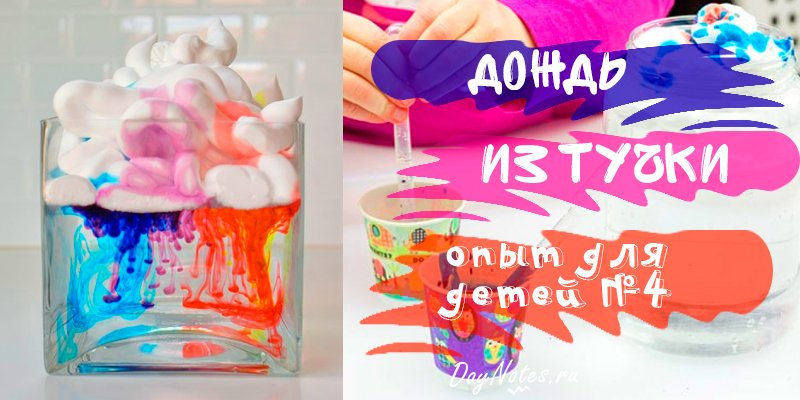 ДОЖДЬ
ИЗ ТУЧКИ
опыт для
детей №4
DayNotes.ru